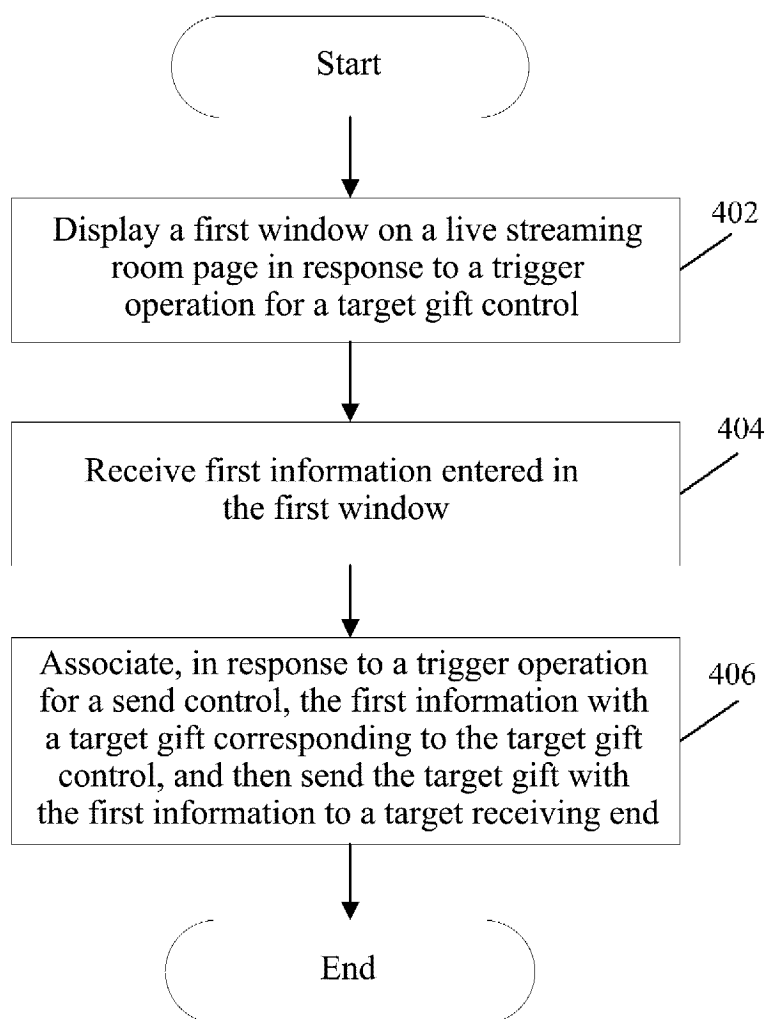 Start
402
Display a first window on a live streaming
room page in response to a trigger
operation for a target gift control
404
Receive first information entered in
the first window
406
Associate, in response to a trigger operation
for a send control, the first information with
a target gift corresponding to the target gift
control, and then send the target gift with
the first information to a target receiving end
End